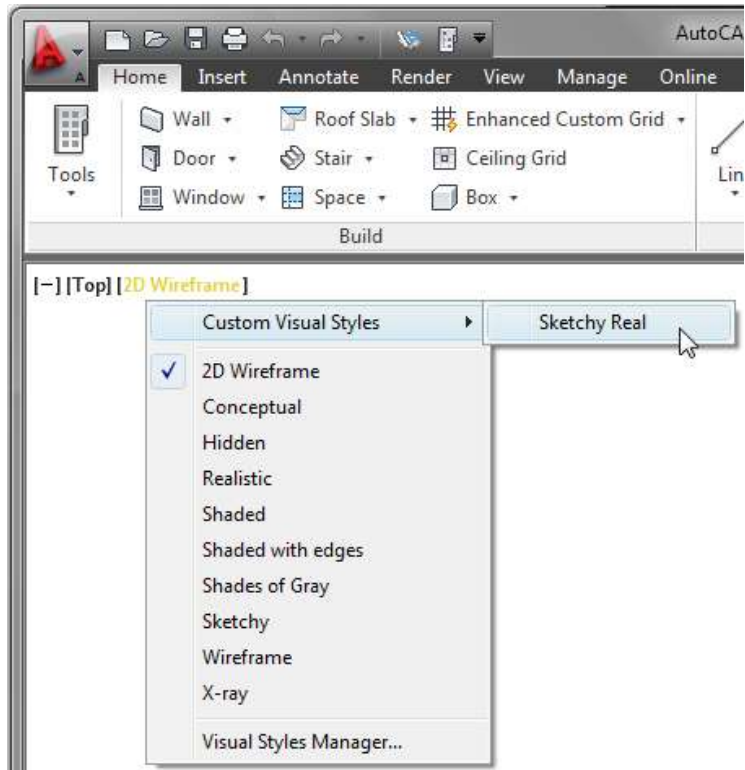 AutoCA
A
Home Insert Annotate Render View Manage Online
Wall Roof Slab Enhanced Custom Grid
Door Stair Ceiling Grid
Tools Lin
Window Space Box
Build
[−] [Top] [2D Wireframe]
Custom Visual Styles Sketchy Real
2D Wireframe
Conceptual
Hidden
Realistic
Shaded
Shaded with edges
Shades of Gray
Sketchy
Wireframe
X-ray
Visual Styles Manager...